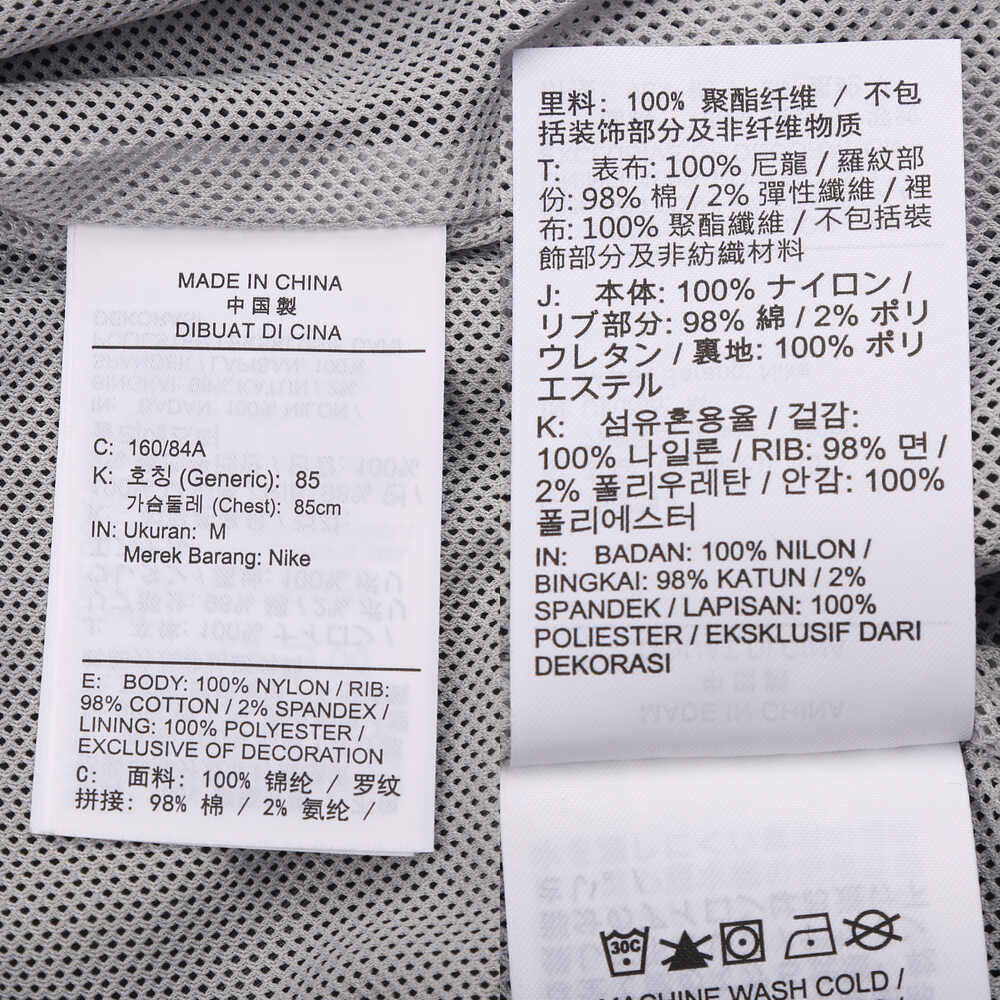 MADE IN CHINA
中国製
DIBUAT DI CINA
C: 160/84A
K: 호칭 (Generic): 85
가슴둘레 (Chest): 85cm
IN: Ukuran: M
Merek Barang: Nike
E: BODY: 100% NYLON / RIB:
98% COTTON / 2% SPANDEX /
LINING: 100% POLYESTER /
EXCLUSIVE OF DECORATION
C: 面料: 100% 锦纶 / 罗纹
拼接: 98% 棉 / 2% 氨纶 /
里料: 100% 聚酯纤维 / 不包
括装饰部分及非纤维物质
T: 表布: 100% 尼龍 / 羅紋部
份: 98% 棉 / 2% 彈性纖維 / 裡
布: 100% 聚酯纖維 / 不包括裝
飾部分及非紡織材料
J: 本体: 100% ナイロン /
リブ部分: 98% 綿 / 2% ポリ
ウレタン / 裏地: 100% ポリ
エステル
K: 섬유혼용율 / 겉감:
100% 나일론 / RIB: 98% 면 /
2% 폴리우레탄 / 안감: 100%
폴리에스터
IN: BADAN: 100% NILON /
BINGKAI: 98% KATUN / 2%
SPANDEK / LAPISAN: 100%
POLIESTER / EKSKLUSIF DARI
DEKORASI
30C
MACHINE WASH COLD /